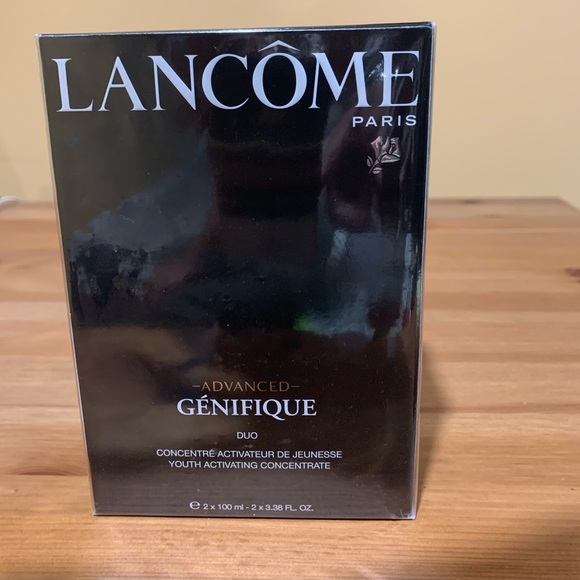 LANCÔME
PARIS
-ADVANCED-
GÉNIFIQUE
DUO
CONCENTRÉ ACTIVATEUR DE JEUNESSE
YOUTH ACTIVATING CONCENTRATE
℮ 2 x 100 ml - 2 x 3.38 FL. OZ.